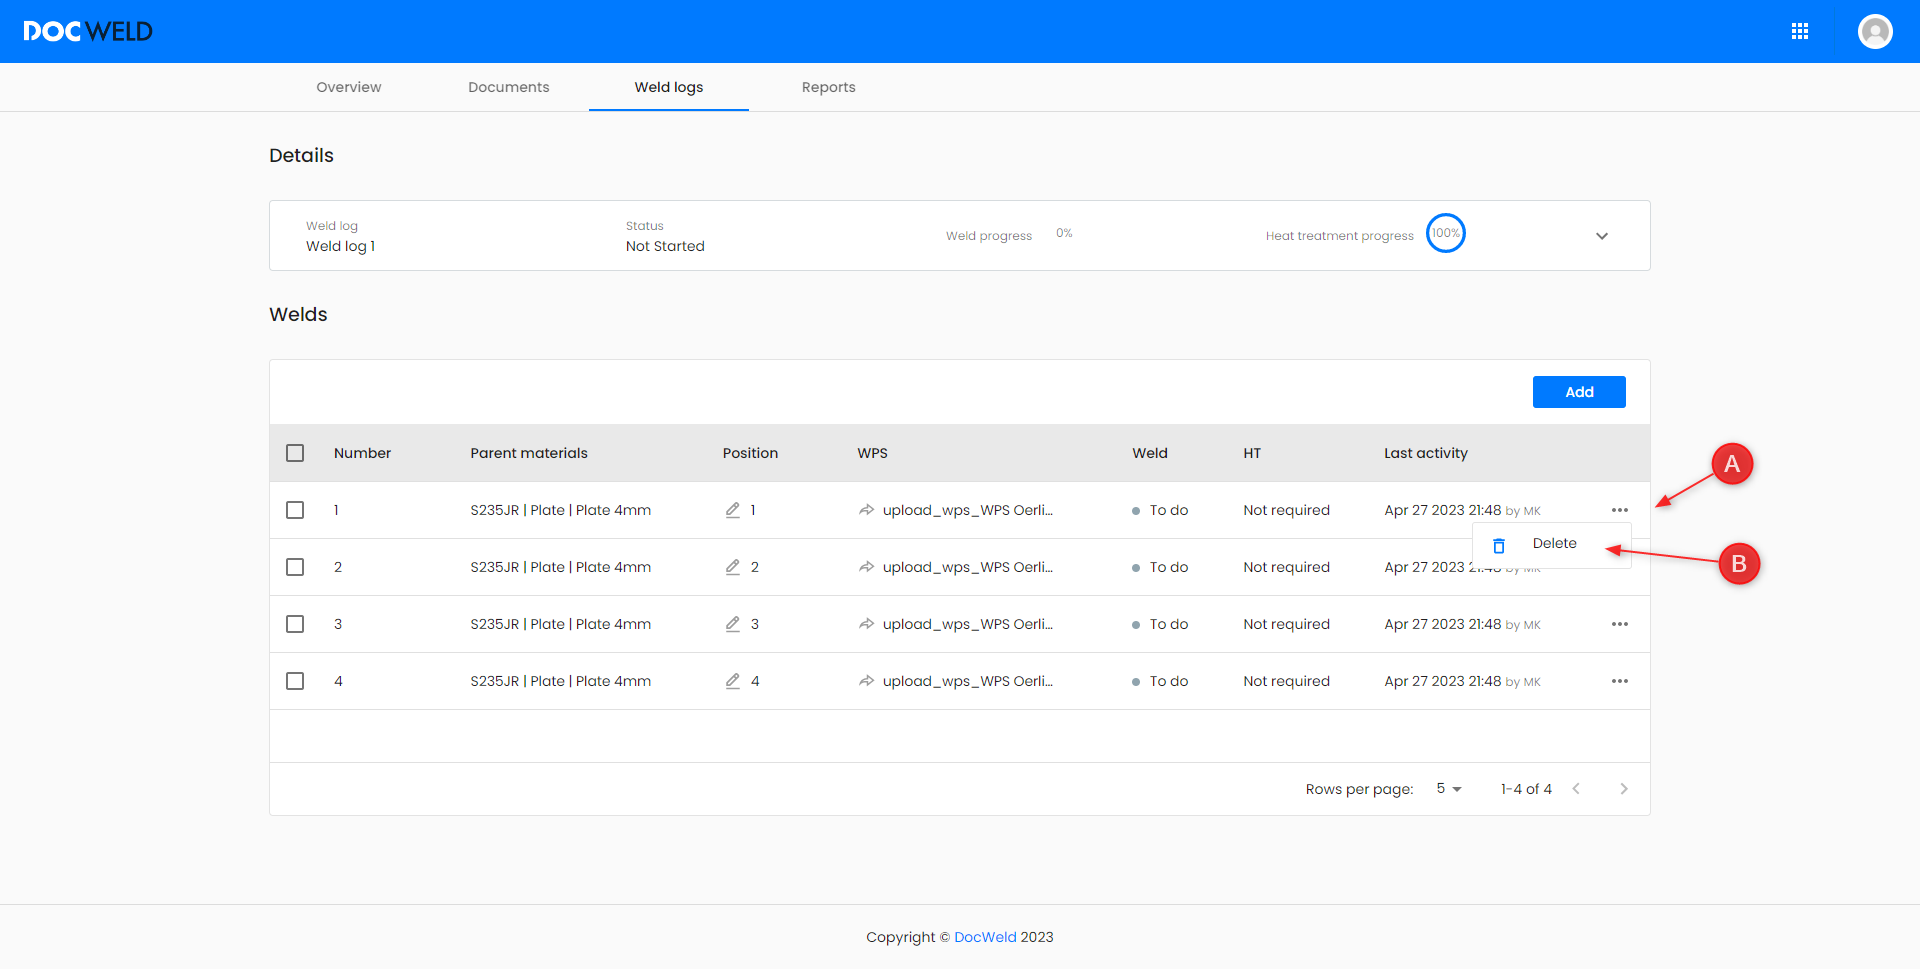 DOCWELD
Overview Documents Weld logs Reports
Details
Weld log Status
Weld log 1 Not Started Weld progress 0% Heat treatment progress 100%
Welds
Add
Number Parent materials Position WPS Weld HT Last activity
A
1 S235JR | Plate | Plate 4mm 1 upload_wps_WPS Oerli... To do Not required Apr 27 2023 21:48 by MK
Delete
B
2 S235JR | Plate | Plate 4mm 2 upload_wps_WPS Oerli... To do Not required Apr 27 2023 21:48 by MK
3 S235JR | Plate | Plate 4mm 3 upload_wps_WPS Oerli... To do Not required Apr 27 2023 21:48 by MK
4 S235JR | Plate | Plate 4mm 4 upload_wps_WPS Oerli... To do Not required Apr 27 2023 21:48 by MK
Rows per page: 5 1-4 of 4
Copyright © DocWeld 2023